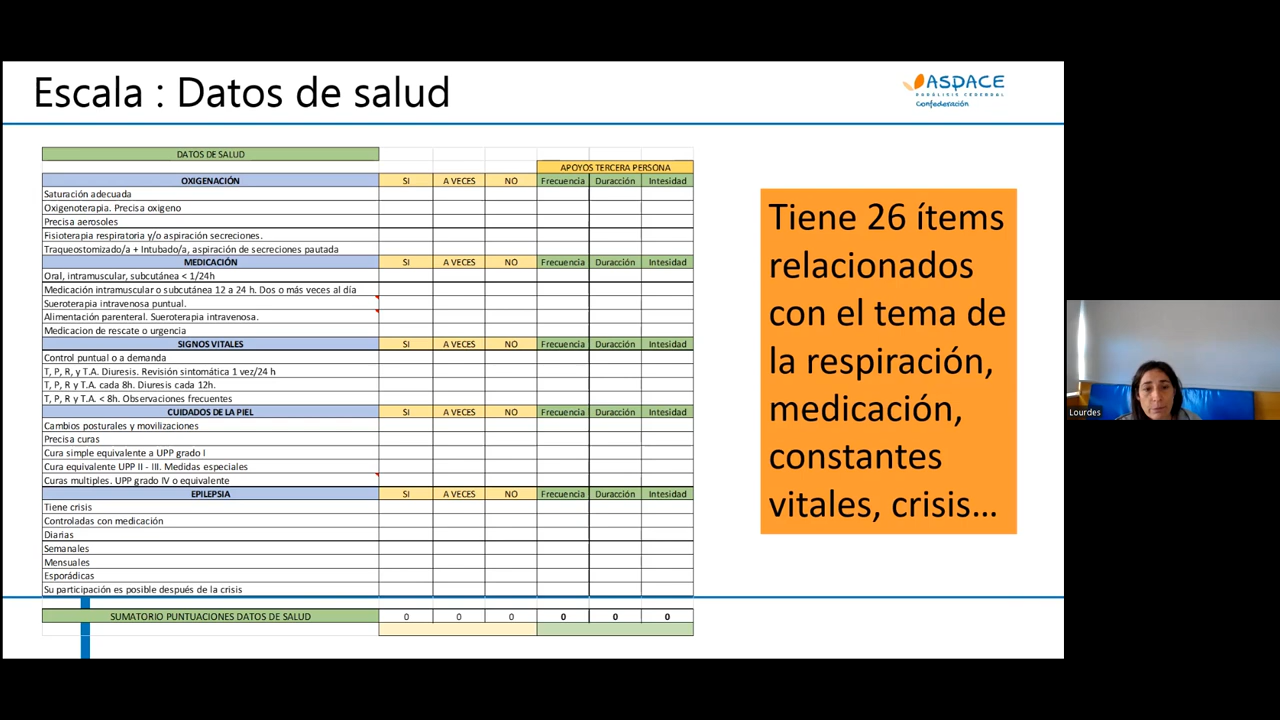 Escala : Datos de salud
ASPACE
PARÁLISIS CEREBRAL
Confederación
DATOS DE SALUD
APOYOS TERCERA PERSONA
OXIGENACIÓN SI A VECES NO Frecuencia Duracción Intesidad
Saturación adecuada
Oxigenoterapia. Precisa oxigeno
Precisa aerosoles
Fisioterapia respiratoria y/o aspiración secreciones.
Traqueostomizado/a + Intubado/a, aspiración de secreciones pautada
MEDICACIÓN SI A VECES NO Frecuencia Duracción Intesidad
Oral, intramuscular, subcutánea < 1/24h
Medicación intramuscular o subcutánea 12 a 24 h. Dos o más veces al día
Sueroterapia intravenosa puntual.
Alimentación parenteral. Sueroterapia intravenosa.
Medicacion de rescate o urgencia
SIGNOS VITALES SI A VECES NO Frecuencia Duracción Intesidad
Control puntual o a demanda
T, P, R, y T.A. Diuresis. Revisión sintomática 1 vez/24 h
T, P, R y T.A. cada 8h. Diuresis cada 12h.
T, P, R y T.A. < 8h. Observaciones frecuentes
CUIDADOS DE LA PIEL SI A VECES NO Frecuencia Duracción Intesidad
Cambios posturales y movilizaciones
Precisa curas
Cura simple equivalente a UPP grado I
Cura equivalente UPP II - III. Medidas especiales
Curas multiples. UPP grado IV o equivalente
EPILEPSIA SI A VECES NO Frecuencia Duracción Intesidad
Tiene crisis
Controladas con medicación
Diarias
Semanales
Mensuales
Esporádicas
Su participación es posible después de la crisis
SUMATORIO PUNTUACIONES DATOS DE SALUD 0 0 0 0 0 0
Tiene 26 ítems
relacionados
con el tema de
la respiración,
medicación,
constantes
vitales, crisis...
Lourdes